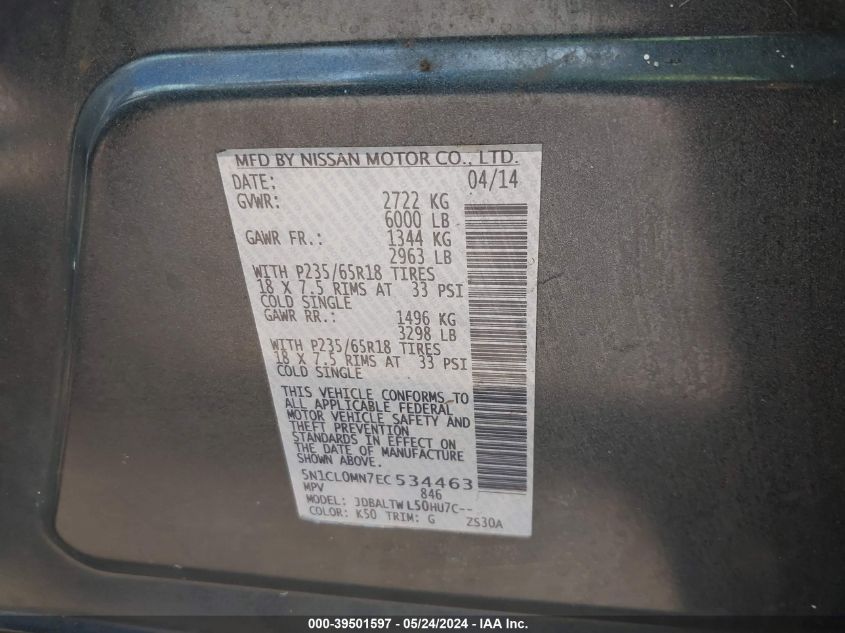 MFD BY NISSAN MOTOR CO., LTD.
DATE: 04/14
GVWR: 2722 KG
6000 LB
GAWR FR.: 1344 KG
2963 LB
WITH P235/65R18 TIRES
18 X 7.5 RIMS AT 33 PSI
COLD SINGLE
GAWR RR.: 1496 KG
3298 LB
WITH P235/65R18 TIRES
18 X 7.5 RIMS AT 33 PSI
COLD SINGLE
THIS VEHICLE CONFORMS TO
ALL APPLICABLE FEDERAL
MOTOR VEHICLE SAFETY AND
THEFT PREVENTION
STANDARDS IN EFFECT ON
THE DATE OF MANUFACTURE
SHOWN ABOVE.
5N1CL0MN7EC534463
MPV 846
MODEL: JDBALTWL50HU7C--
COLOR: K50 TRIM: G ZS30A
000-39501597 - 05/24/2024 - IAA Inc.